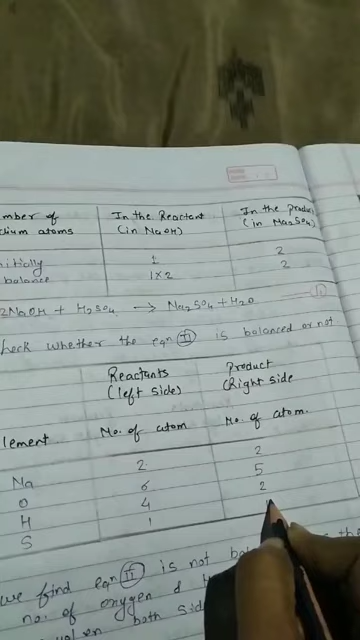 mber of In the Reactant In the produ
dium atoms (in NaOH) (in Na₂SO₄)
nitially 1 2
balance 1×2 2
2NaOH + H₂SO₄ → Na₂SO₄ + H₂O II
heck whether the eqn II is balanced or not
Reactants Product
(left side) (Right side
lement No. of atom No. of atom.
Na 2 2
O 6 5
H 4 2
S 1
we find eqn II is not
no. of oxygen &
both sid